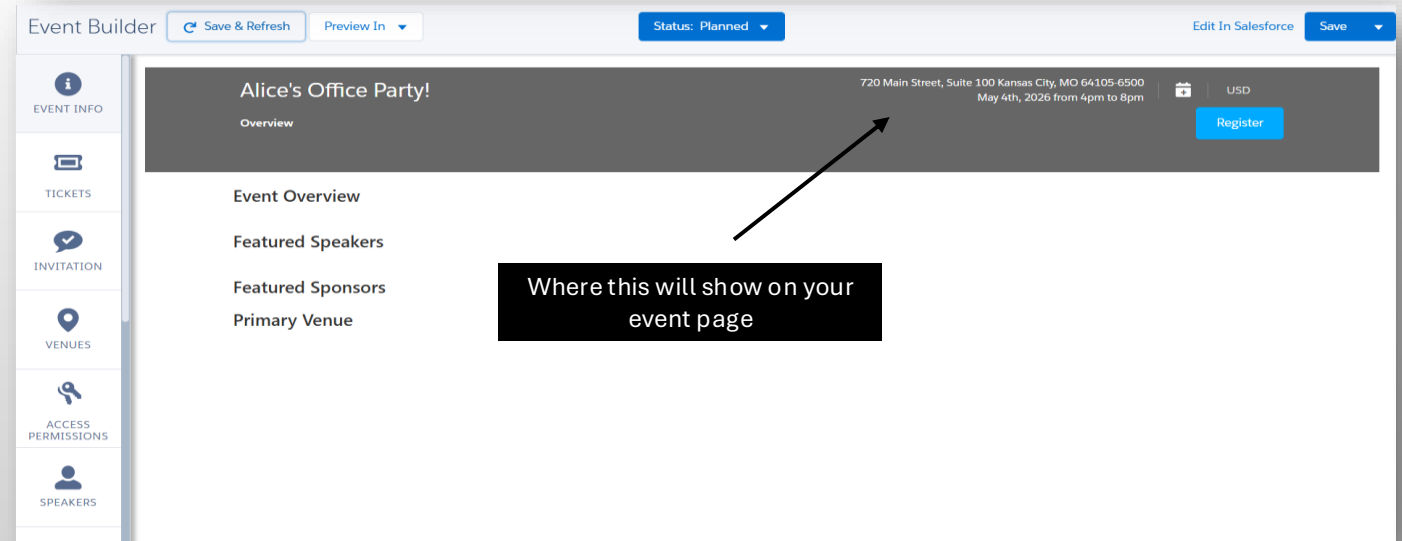 Event Builder
Save & Refresh
Preview In
Status: Planned
Edit In Salesforce
Save
EVENT INFO
TICKETS
INVITATION
VENUES
ACCESS
PERMISSIONS
SPEAKERS
Alice's Office Party!
Overview
720 Main Street, Suite 100 Kansas City, MO 64105-6500
May 4th, 2026 from 4pm to 8pm
USD
Register
Event Overview
Featured Speakers
Featured Sponsors
Primary Venue
Where this will show on your
event page